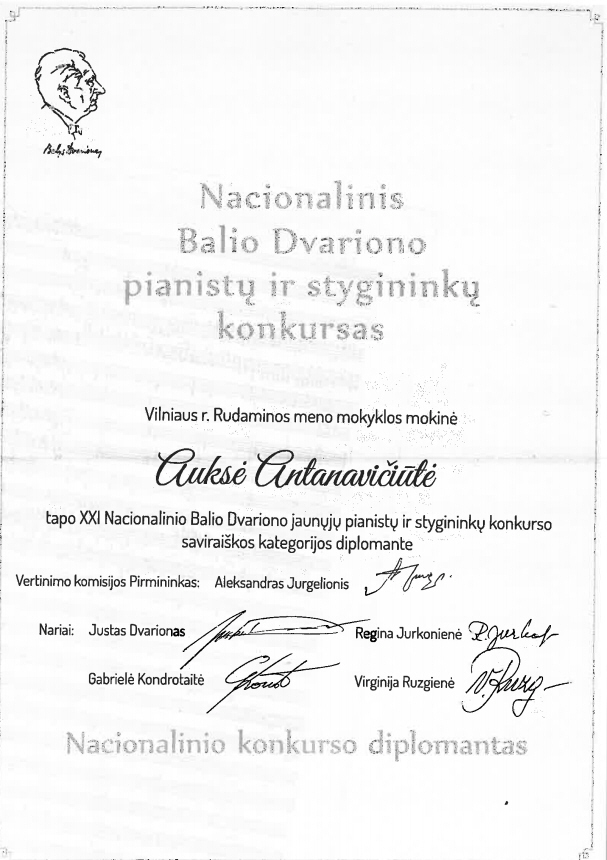 Balys Dvarionas
Nacionalinis
Balio Dvariono
pianistų ir stygininkų
konkursas
Vilniaus r. Rudaminos meno mokyklos mokinė
Auksė Antanavičiūtė
tapo XXI Nacionalinio Balio Dvariono jaunųjų pianistų ir stygininkų konkurso
saviraiškos kategorijos diplomante
Vertinimo komisijos Pirmininkas: Aleksandras Jurgelionis
Nariai: Justas Dvarionas Regina Jurkonienė
Gabrielė Kondrotaitė Virginija Ruzgienė
Nacionalinio konkurso diplomantas